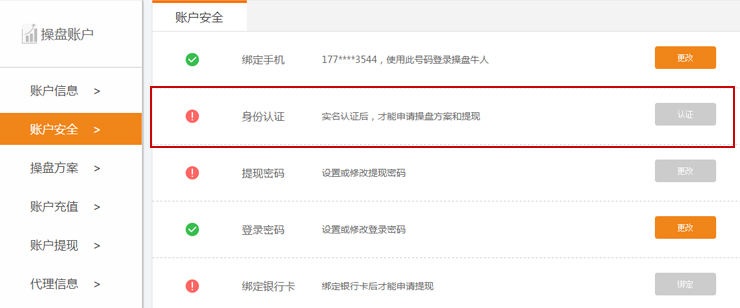 操盘账户
账户信息 >
账户安全 >
操盘方案 >
账户充值 >
账户提现 >
代理信息 >
账户安全
绑定手机 177****3544，使用此号码登录操盘牛人 更改
身份认证 实名认证后，才能申请操盘方案和提现 认证
提现密码 设置或修改提现密码 更改
登录密码 设置或修改登录密码 更改
绑定银行卡 绑定银行卡后才能申请提现 绑定